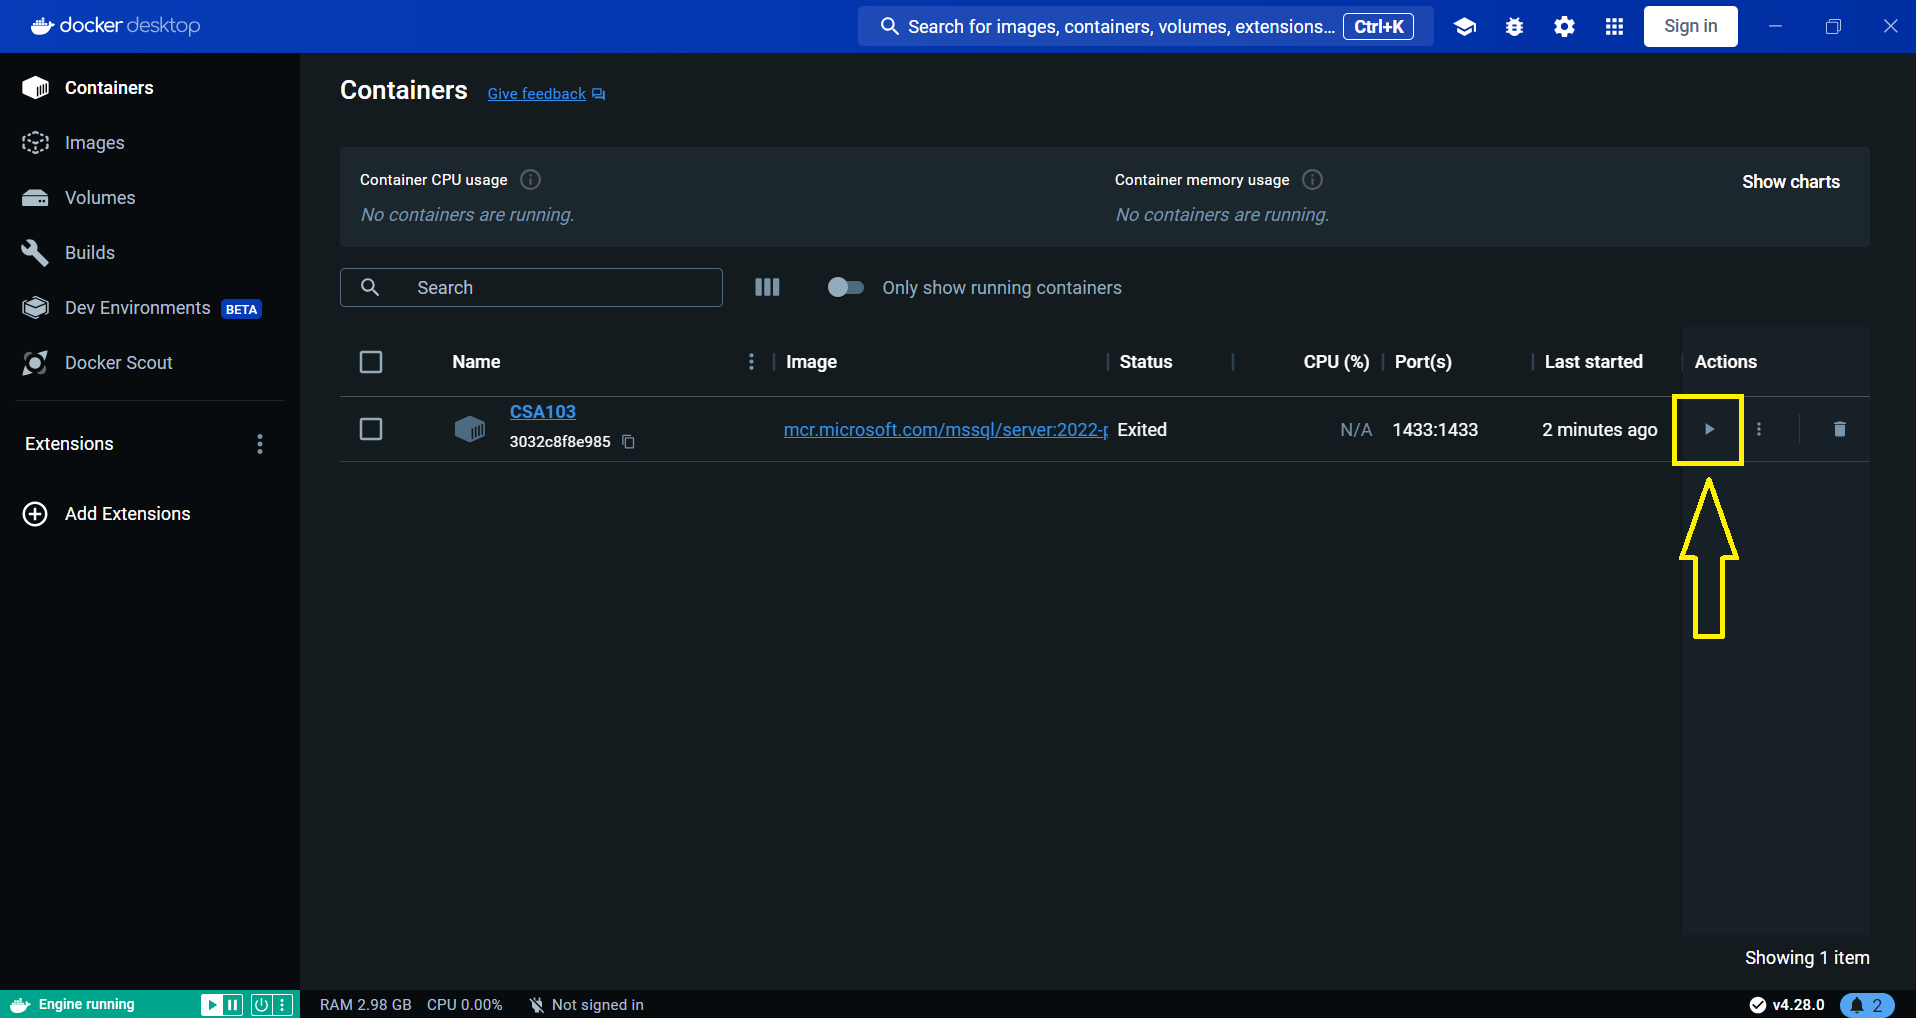 docker desktop
Search for images, containers, volumes, extensions... Ctrl+K
Sign in
Containers
Images
Volumes
Builds
Dev Environments BETA
Docker Scout
Extensions
Add Extensions
Containers Give feedback
Container CPU usage
No containers are running.
Container memory usage
No containers are running.
Show charts
Search
Only show running containers
Name Image Status CPU (%) Port(s) Last started Actions
CSA103
3032c8f8e985
mcr.microsoft.com/mssql/server:2022-p Exited N/A 1433:1433 2 minutes ago
Showing 1 item
Engine running
RAM 2.98 GB CPU 0.00% Not signed in
v4.28.0 2